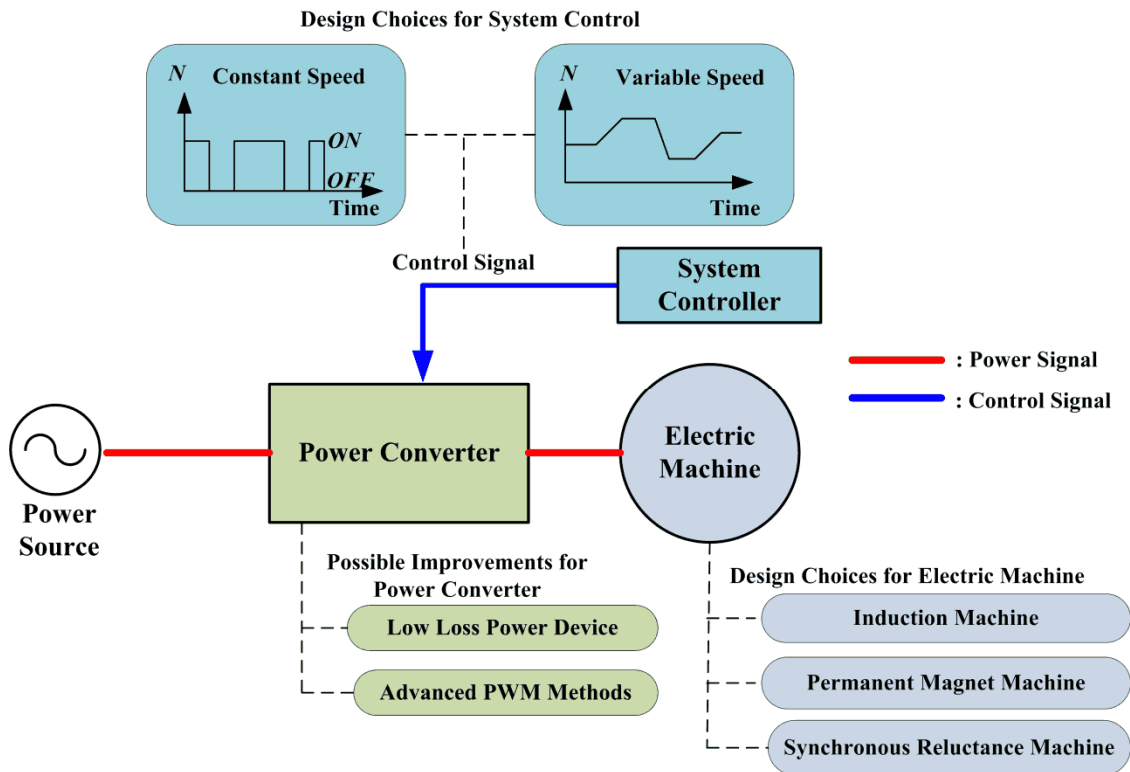 Design Choices for System Control
N
Constant Speed
ON
OFF
Time
N
Variable Speed
Time
Control Signal
System
Controller
: Power Signal
: Control Signal
Power Converter
Electric
Machine
Power
Source
Possible Improvements for
Power Converter
Low Loss Power Device
Advanced PWM Methods
Design Choices for Electric Machine
Induction Machine
Permanent Magnet Machine
Synchronous Reluctance Machine